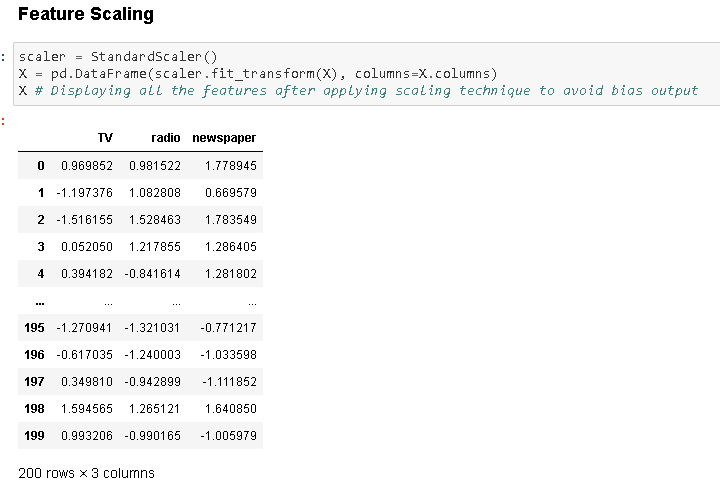 Feature Scaling
: scaler = StandardScaler()
X = pd.DataFrame(scaler.fit_transform(X), columns=X.columns)
X # Displaying all the features after applying scaling technique to avoid bias output
:
TV radio newspaper
0 0.969852 0.981522 1.778945
1 -1.197376 1.082808 0.669579
2 -1.516155 1.528463 1.783549
3 0.052050 1.217855 1.286405
4 0.394182 -0.841614 1.281802
... ... ... ...
195 -1.270941 -1.321031 -0.771217
196 -0.617035 -1.240003 -1.033598
197 0.349810 -0.942899 -1.111852
198 1.594565 1.265121 1.640850
199 0.993206 -0.990165 -1.005979
200 rows × 3 columns